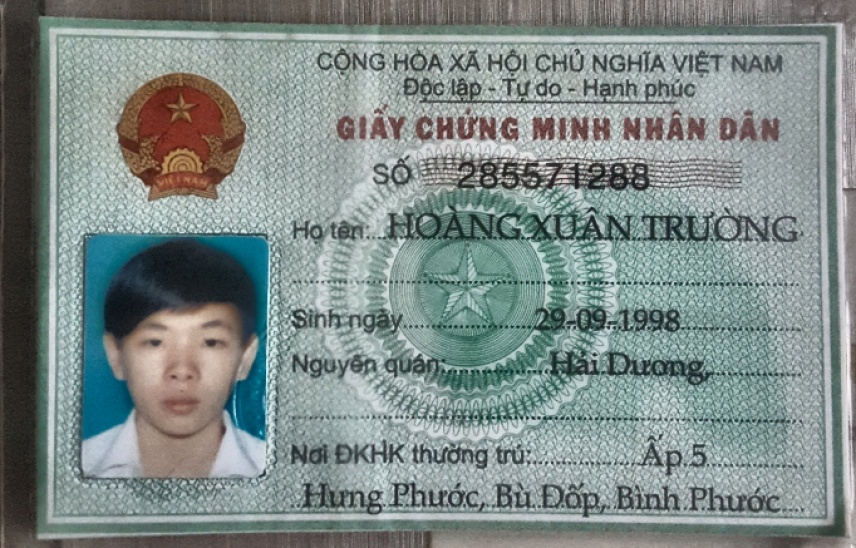 CỘNG HÒA XÃ HỘI CHỦ NGHĨA VIỆT NAM
Độc lập - Tự do - Hạnh phúc
GIẤY CHỨNG MINH NHÂN DÂN
SỐ 285571288
VIỆT NAM
Họ tên: HOÀNG XUÂN TRƯỜNG
Sinh ngày 29-09-1998
Nguyên quán: Hải Dương,
Nơi ĐKHK thường trú: Ấp 5
Hưng Phước, Bù Đốp, Bình Phước